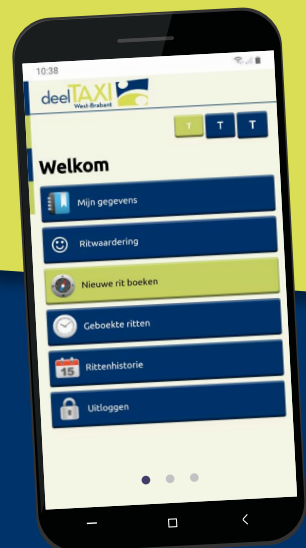 10:38
deelTAXI
West-Brabant
T T T
Welkom
Mijn gegevens
Ritwaardering
Nieuwe rit boeken
Geboekte ritten
15 Rittenhistorie
Uitloggen